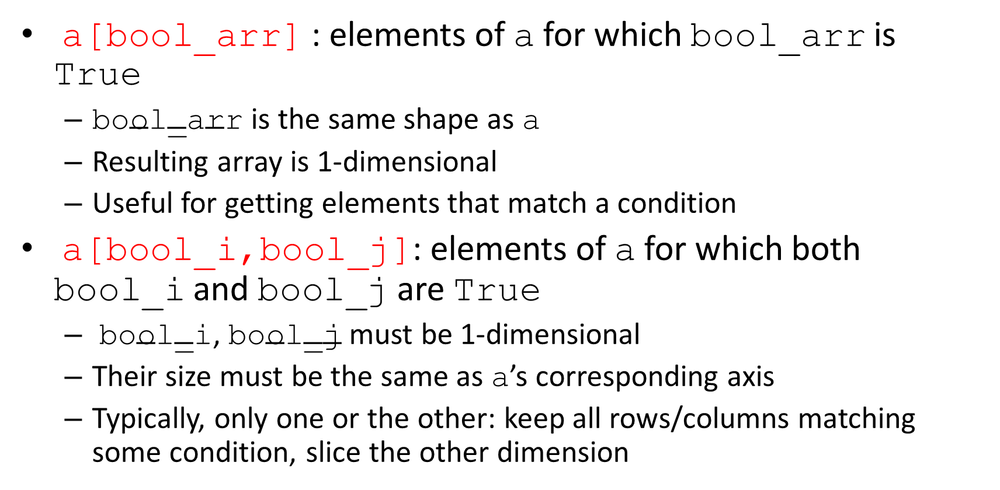 • a[bool_arr] : elements of a for which bool_arr is
True
– bool_arr is the same shape as a
– Resulting array is 1-dimensional
– Useful for getting elements that match a condition
• a[bool_i,bool_j]: elements of a for which both
bool_i and bool_j are True
– bool_i, bool_j must be 1-dimensional
– Their size must be the same as a’s corresponding axis
– Typically, only one or the other: keep all rows/columns matching
some condition, slice the other dimension